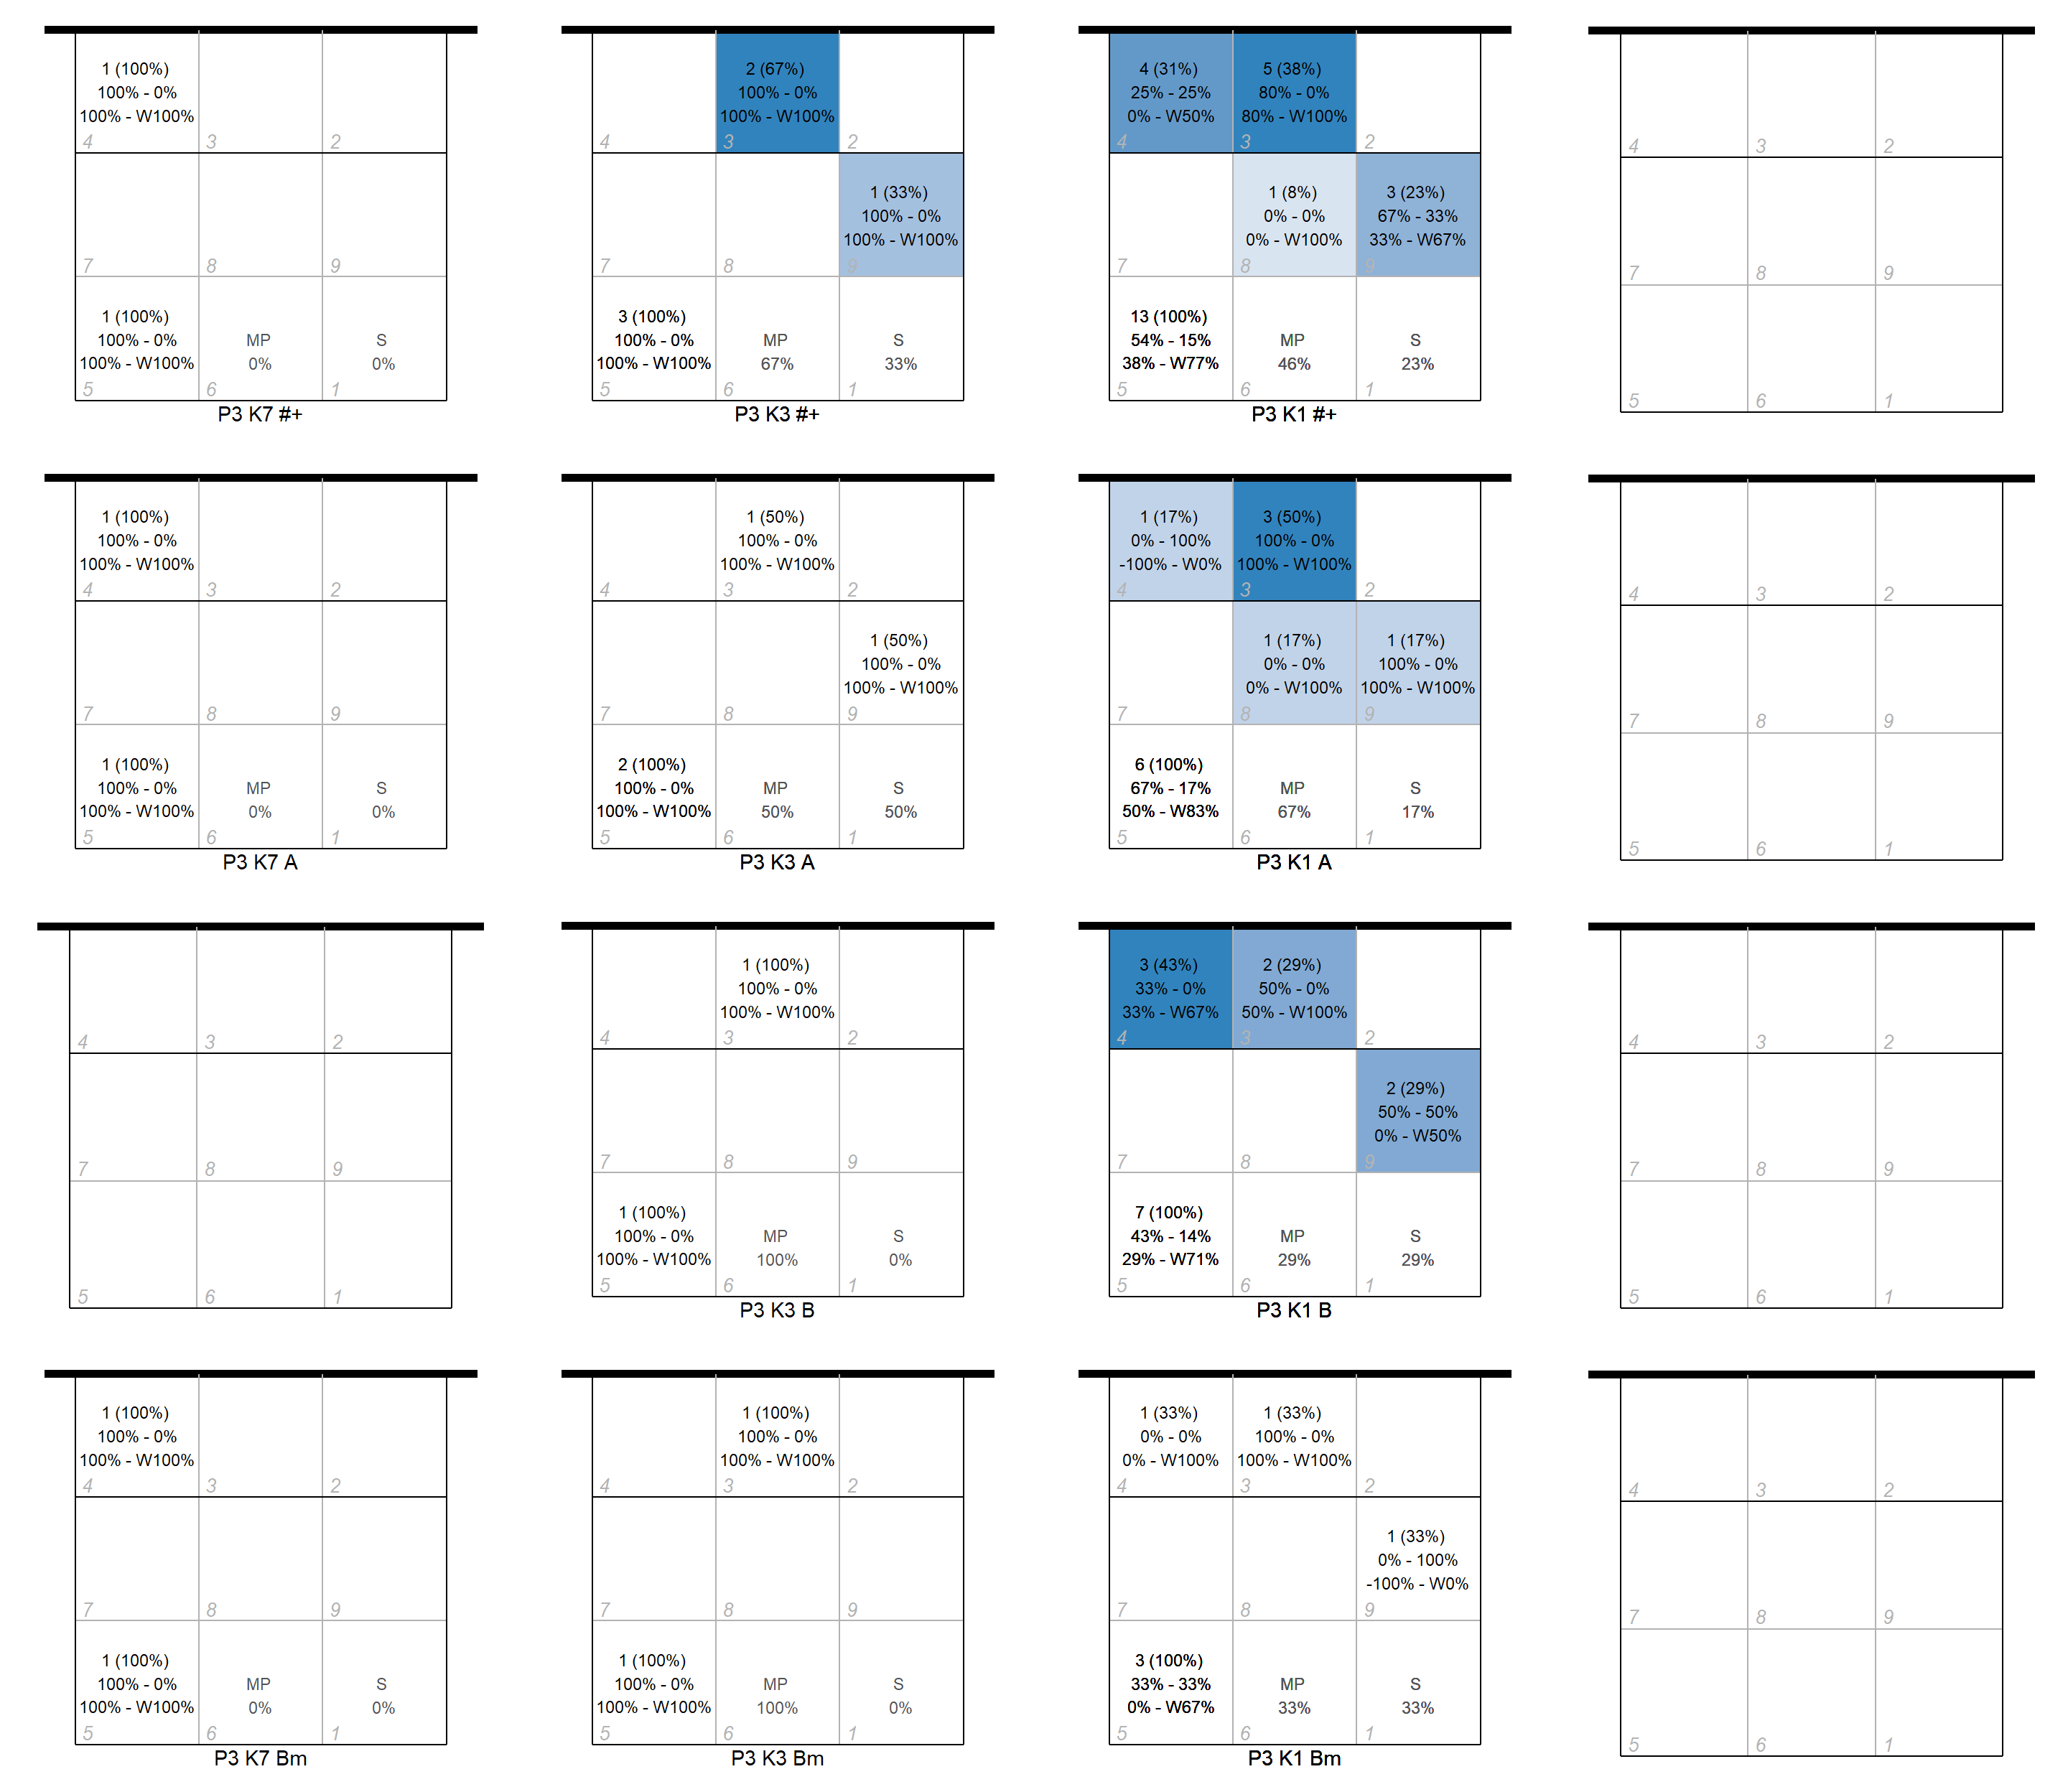 1 (100%)
100% - 0%
100% - W100%
4 3 2
7 8 9
1 (100%)
100% - 0% MP S
100% - W100% 0% 0%
5 6 1
P3 K7 #+
2 (67%)
100% - 0%
100% - W100%
4 3 2
1 (33%)
100% - 0%
100% - W100%
7 8 9
3 (100%)
100% - 0% MP S
100% - W100% 67% 33%
5 6 1
P3 K3 #+
4 (31%) 5 (38%)
25% - 25% 80% - 0%
0% - W50% 80% - W100%
4 3 2
1 (8%) 3 (23%)
0% - 0% 67% - 33%
0% - W100% 33% - W67%
7 8 9
13 (100%)
54% - 15% MP S
38% - W77% 46% 23%
5 6 1
P3 K1 #+
4 3 2
7 8 9
5 6 1
1 (100%)
100% - 0%
100% - W100%
4 3 2
7 8 9
1 (100%)
100% - 0% MP S
100% - W100% 0% 0%
5 6 1
P3 K7 A
1 (50%)
100% - 0%
100% - W100%
4 3 2
1 (50%)
100% - 0%
100% - W100%
7 8 9
2 (100%)
100% - 0% MP S
100% - W100% 50% 50%
5 6 1
P3 K3 A
1 (17%) 3 (50%)
0% - 100% 100% - 0%
-100% - W0% 100% - W100%
4 3 2
1 (17%) 1 (17%)
0% - 0% 100% - 0%
0% - W100% 100% - W100%
7 8 9
6 (100%)
67% - 17% MP S
50% - W83% 67% 17%
5 6 1
P3 K1 A
4 3 2
7 8 9
5 6 1
4 3 2
7 8 9
5 6 1
1 (100%)
100% - 0%
100% - W100%
4 3 2
7 8 9
1 (100%)
100% - 0% MP S
100% - W100% 100% 0%
5 6 1
P3 K3 B
3 (43%) 2 (29%)
33% - 0% 50% - 0%
33% - W67% 50% - W100%
4 3 2
2 (29%)
50% - 50%
0% - W50%
7 8 9
7 (100%)
43% - 14% MP S
29% - W71% 29% 29%
5 6 1
P3 K1 B
4 3 2
7 8 9
5 6 1
1 (100%)
100% - 0%
100% - W100%
4 3 2
7 8 9
1 (100%)
100% - 0% MP S
100% - W100% 0% 0%
5 6 1
P3 K7 Bm
1 (100%)
100% - 0%
100% - W100%
4 3 2
7 8 9
1 (100%)
100% - 0% MP S
100% - W100% 100% 0%
5 6 1
P3 K3 Bm
1 (33%) 1 (33%)
0% - 0% 100% - 0%
0% - W100% 100% - W100%
4 3 2
1 (33%)
0% - 100%
-100% - W0%
7 8 9
3 (100%)
33% - 33% MP S
0% - W67% 33% 33%
5 6 1
P3 K1 Bm
4 3 2
7 8 9
5 6 1